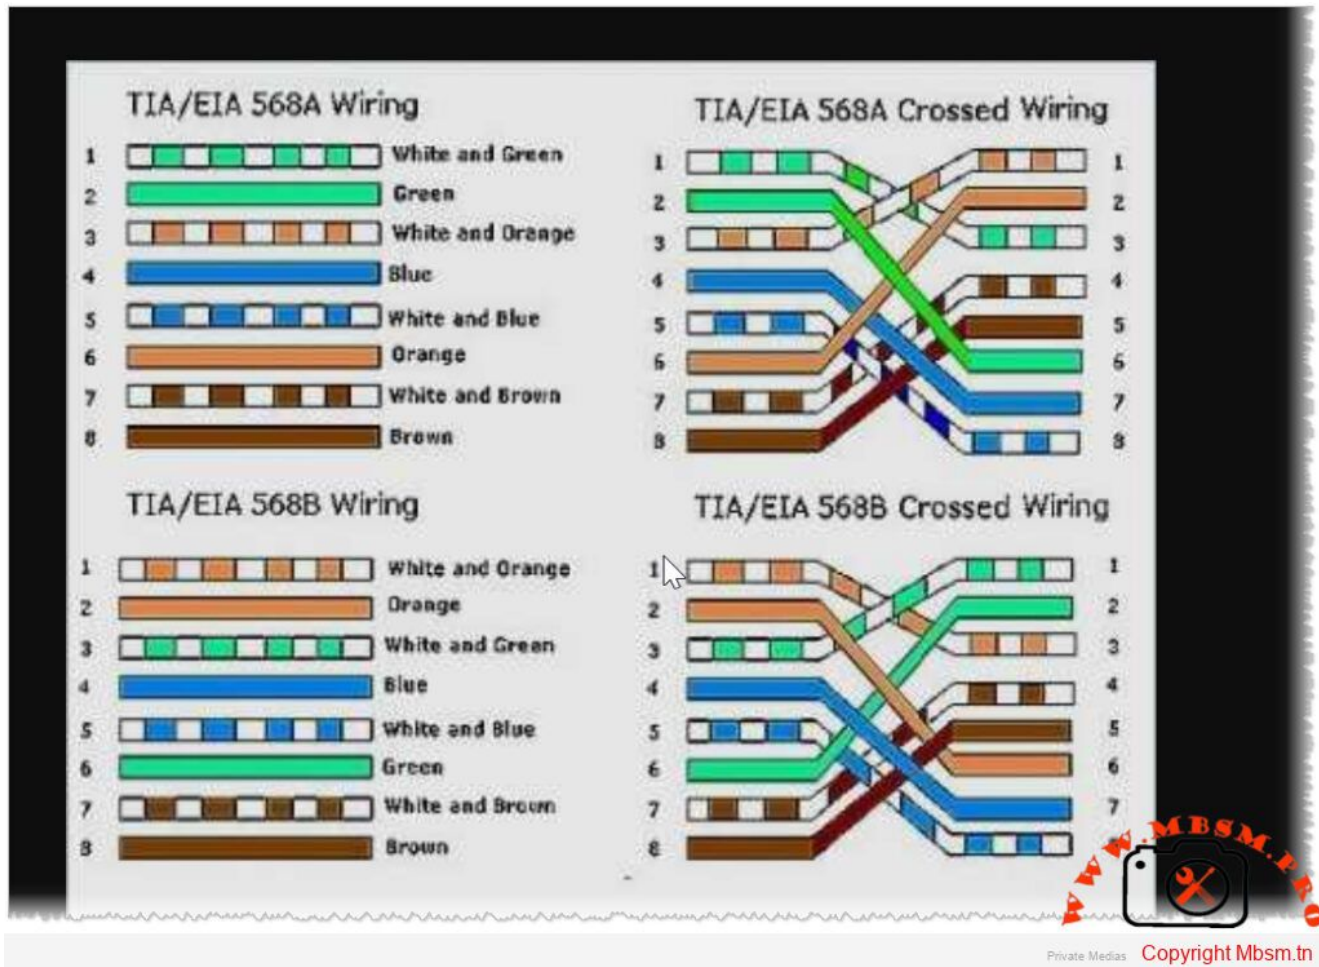 TIA/EIA 568A Wiring
1 White and Green
2 Green
3 White and Orange
4 Blue
5 White and Blue
6 Orange
7 White and Brown
8 Brown
TIA/EIA 568A Crossed Wiring
1 1
2 2
3 3
4 4
5 5
6 6
7 7
8 8
TIA/EIA 568B Wiring
1 White and Orange
2 Orange
3 White and Green
4 Blue
5 White and Blue
6 Green
7 White and Brown
8 Brown
TIA/EIA 568B Crossed Wiring
1 1
2 2
3 3
4 4
5 5
6 6
7 7
8
WWW.MBSM.PRO
Private Medias Copyright Mbsm.tn